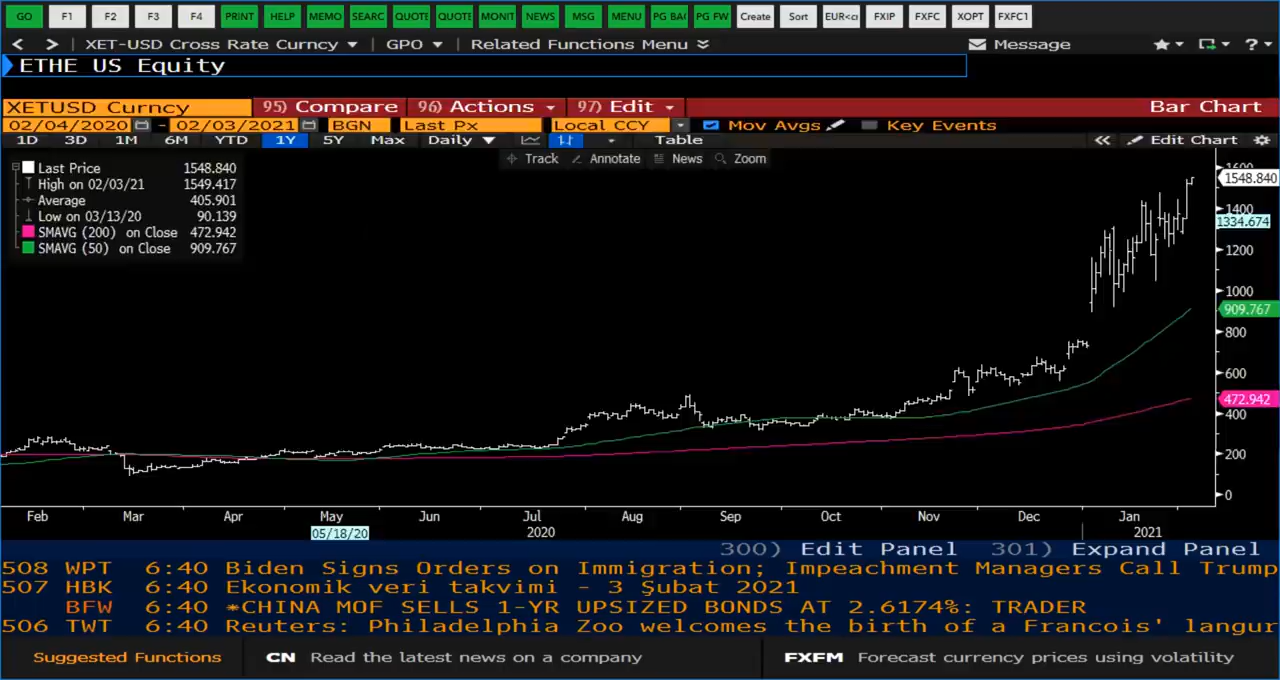 GO F1 F2 F3 F4 PRINT HELP MEMO SEARC QUOTE QUOTE MONIT NEWS MSG MENU PG BAC PG FW Create Sort EUR<cr FXIP FXFC XOPT FXFC1
XET-USD Cross Rate Curncy GPO Related Functions Menu Message ?
ETHE US Equity
XETUSD Curncy 95) Compare 96) Actions 97) Edit Bar Chart
02/04/2020 - 02/03/2021 BGN Last Px Local CCY Mov Avgs Key Events
1D 3D 1M 6M YTD 1Y 5Y Max Daily Table Edit Chart
Track Annotate News Zoom
Last Price 1548.840
High on 02/03/21 1549.417
Average 405.901
Low on 03/13/20 90.139
SMAVG (200) on Close 472.942
SMAVG (50) on Close 909.767
1600
1548.840
1400
1334.674
1200
1000
909.767
800
600
472.942
400
200
0
Feb Mar Apr May Jun Jul Aug Sep Oct Nov Dec Jan
05/18/20 2020 2021
300) Edit Panel 301) Expand Panel
508 WPT 6:40 Biden Signs Orders on Immigration; Impeachment Managers Call Trump
507 HBK 6:40 Ekonomik veri takvimi - 3 Şubat 2021
BFW 6:40 *CHINA MOF SELLS 1-YR UPSIZED BONDS AT 2.6174%: TRADER
506 TWT 6:40 Reuters: Philadelphia Zoo welcomes the birth of a Francois' langur
Suggested Functions CN Read the latest news on a company FXFM Forecast currency prices using volatility